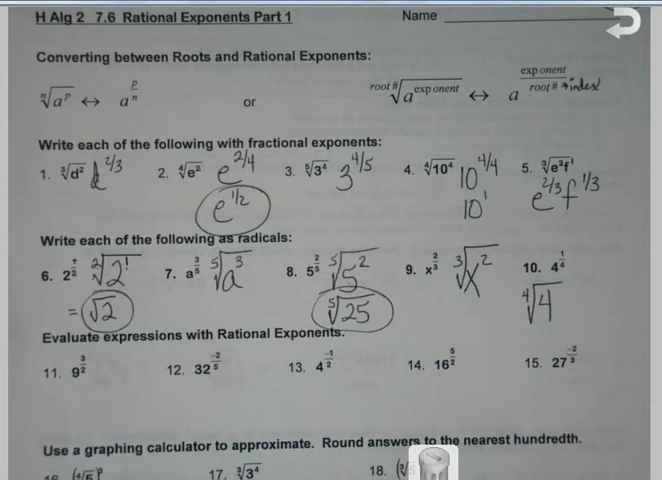 H Alg 2 7.6 Rational Exponents Part 1 Name
Converting between Roots and Rational Exponents:
ⁿ√aᵖ ↔ a^(p/n) or root #√a^exponent ↔ a^(exponent/root #) → index
Write each of the following with fractional exponents:
1. ³√d² d^2/3 2. ⁴√e² e^2/4 3. ⁵√3⁴ 3^4/5 4. ⁴√10⁴ 10^4/4 5. ³√e²f¹
e^1/2 10¹ e^2/3 f^1/3
Write each of the following as radicals:
6. 2^(1/2) ²√2¹ 7. a^(3/5) ⁵√a³ 8. 5^(2/5) ⁵√5² 9. x^(2/3) ³√x² 10. 4^(1/4)
= √2 ⁵√25 ⁴√4
Evaluate expressions with Rational Exponents.
11. 9^(3/2) 12. 32^(-2/5) 13. 4^(-1/2) 14. 16^(5/2) 15. 27^(-2/3)
Use a graphing calculator to approximate. Round answers to the nearest hundredth.
17. ³√3⁴ 18.